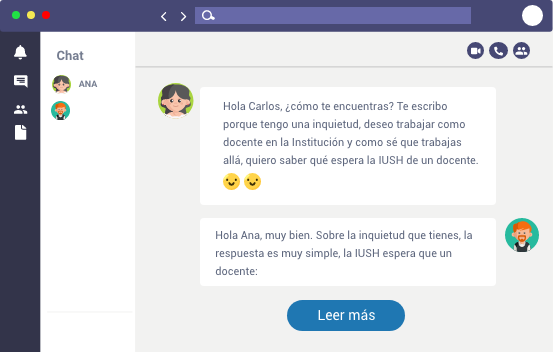 Chat
ANA
Hola Carlos, ¿cómo te encuentras? Te escribo
porque tengo una inquietud, deseo trabajar como
docente en la Institución y como sé que trabajas
allá, quiero saber qué espera la IUSH de un docente.
Hola Ana, muy bien. Sobre la inquietud que tienes, la
respuesta es muy simple, la IUSH espera que un
docente:
Leer más